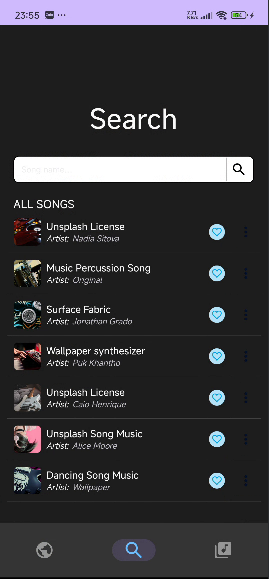 23:55
Search
Song name...
ALL SONGS
Unsplash License
Artist: Nadia Sitova
Music Percussion Song
Artist: Original
Surface Fabric
Artist: Jonathan Grado
Wallpaper synthesizer
Artist: Puk Khantho
Unsplash License
Artist: Caio Henrique
Unsplash Song Music
Artist: Alice Moore
Dancing Song Music
Artist: Wallpaper